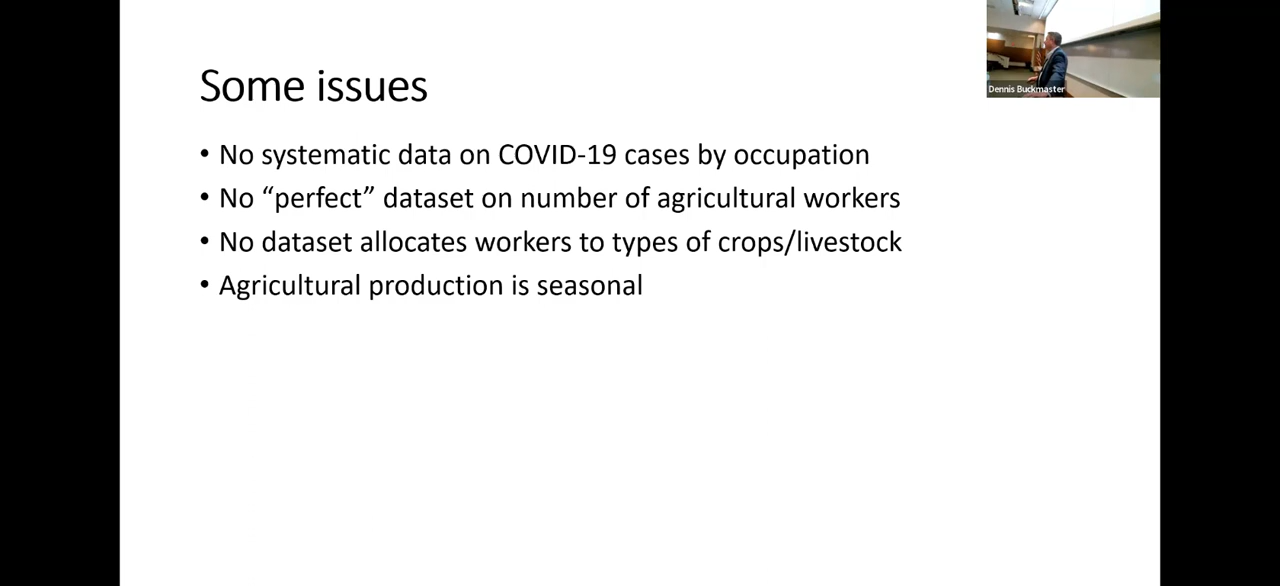 Some issues
• No systematic data on COVID-19 cases by occupation
• No “perfect” dataset on number of agricultural workers
• No dataset allocates workers to types of crops/livestock
• Agricultural production is seasonal
Dennis Buckmaster